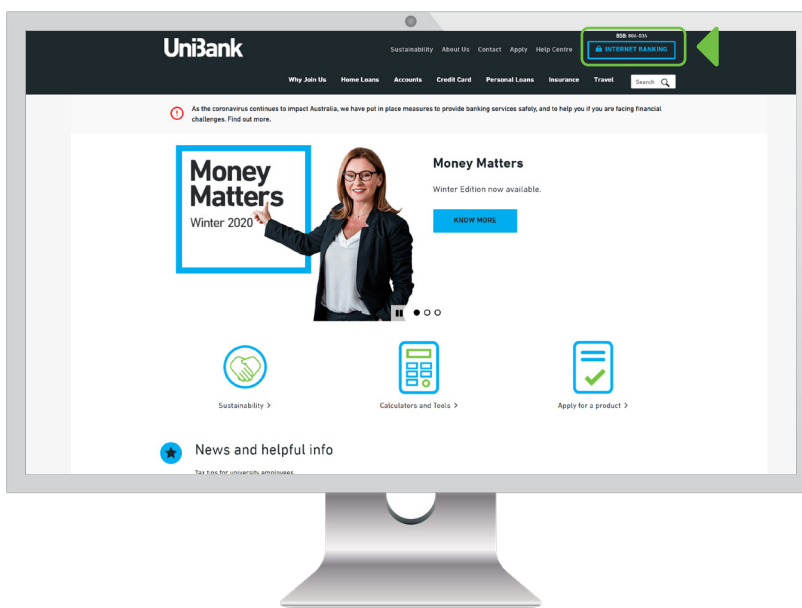 BSB: 806-036
UniBank
Sustainability About Us Contact Apply Help Centre
INTERNET BANKING
Why Join Us Home Loans Accounts Credit Card Personal Loans Insurance Travel Search
As the coronavirus continues to impact Australia, we have put in place measures to provide banking services safely, and to help you if you are facing financial
challenges. Find out more.
Money
Matters
Winter 2020
Money Matters
Winter Edition now available.
KNOW MORE
Sustainability >
Calculators and Tools >
Apply for a product >
News and helpful info
Tax tips for university employees